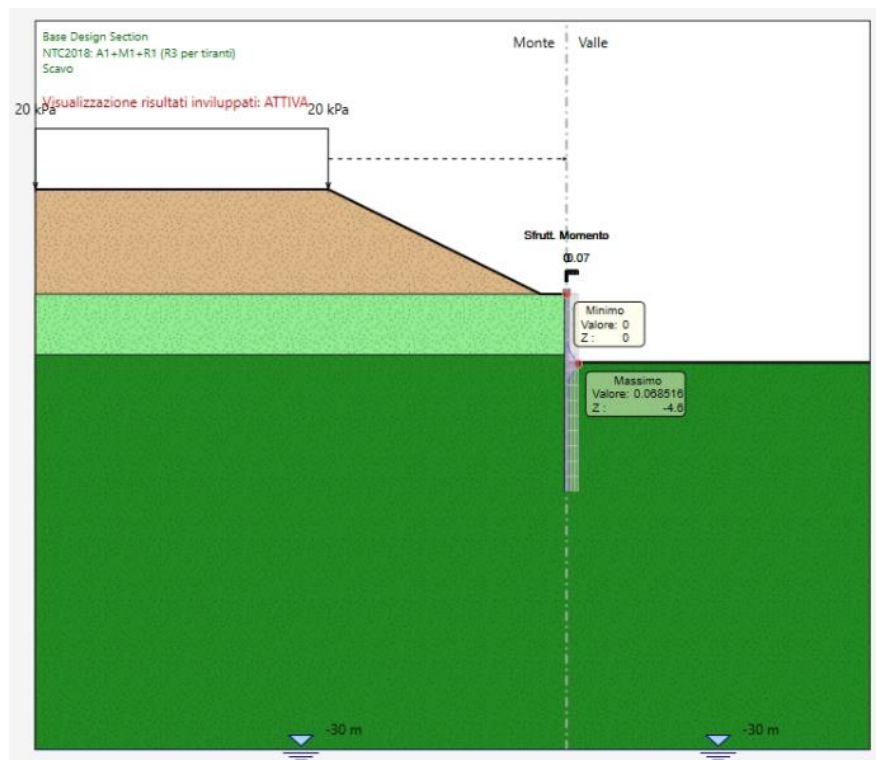 Base Design Section
NTC2018: A1+M1+R1 (R3 per tiranti)
Scavo
Monte
Valle
Visualizzazione risultati inviluppati: ATTIVA
20 kPa
20 kPa
Sfrutt. Momento
0.07
Minimo
Valore: 0
Z : 0
Massimo
Valore: 0.068516
Z : -4.6
-30 m
-30 m